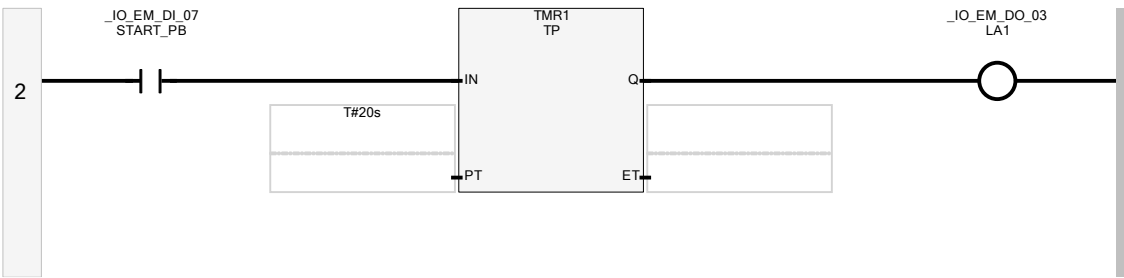 _IO_EM_DI_07
START_PB
TMR1
TP
_IO_EM_DO_03
LA1
2
IN
Q
T#20s
PT
ET